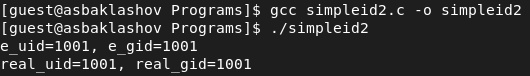 [guest@asbaklashov Programs]$ gcc simpleid2.c -o simpleid2
[guest@asbaklashov Programs]$ ./simpleid2
e_uid=1001, e_gid=1001
real_uid=1001, real_gid=1001